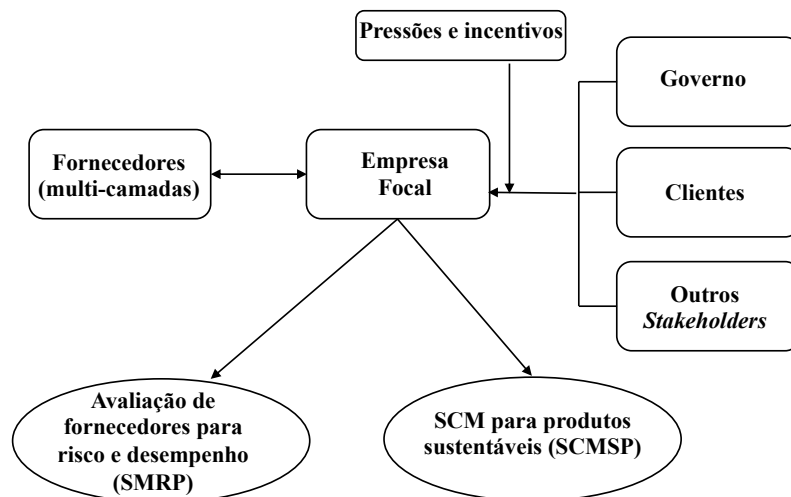 Pressões e incentivos
Governo
Fornecedores
(multi-camadas)
Empresa
Focal
Clientes
Outros
Stakeholders
Avaliação de
fornecedores para
risco e desempenho
(SMRP)
SCM para produtos
sustentáveis (SCMSP)